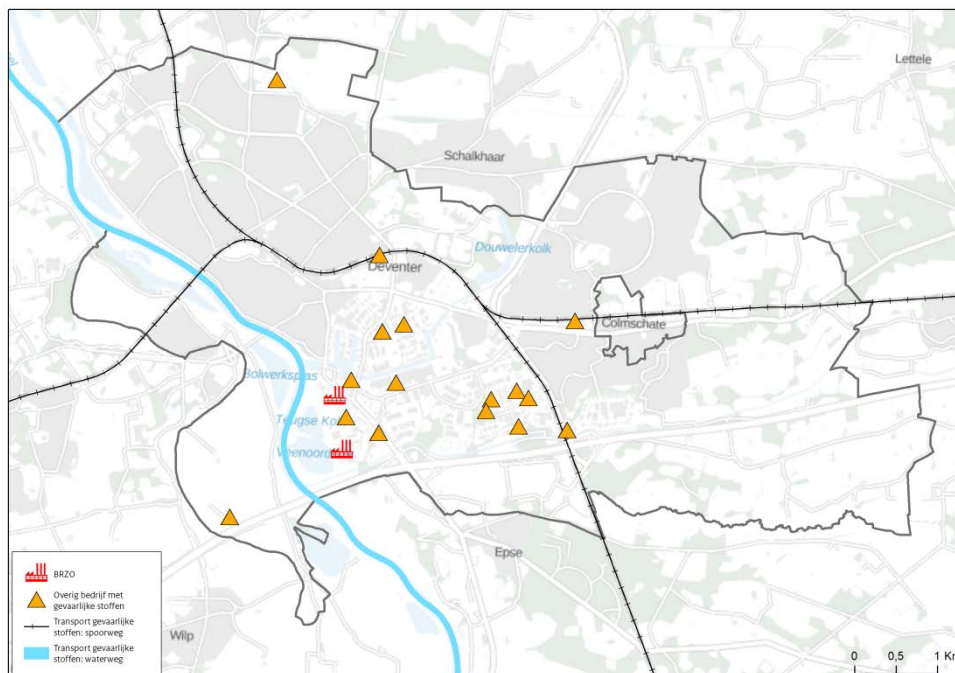 Lettele
Schalkhaar
Douwelerkolk
Deventer
Colmschate
Bolwerksplas
Teugse Kol
Veenoord
Epse
Wilp
BRZO
Overig bedrijf met
gevaarlijke stoffen
Transport gevaarlijke
stoffen: spoorweg
Transport gevaarlijke
stoffen: waterweg
0 0,5 1 Km